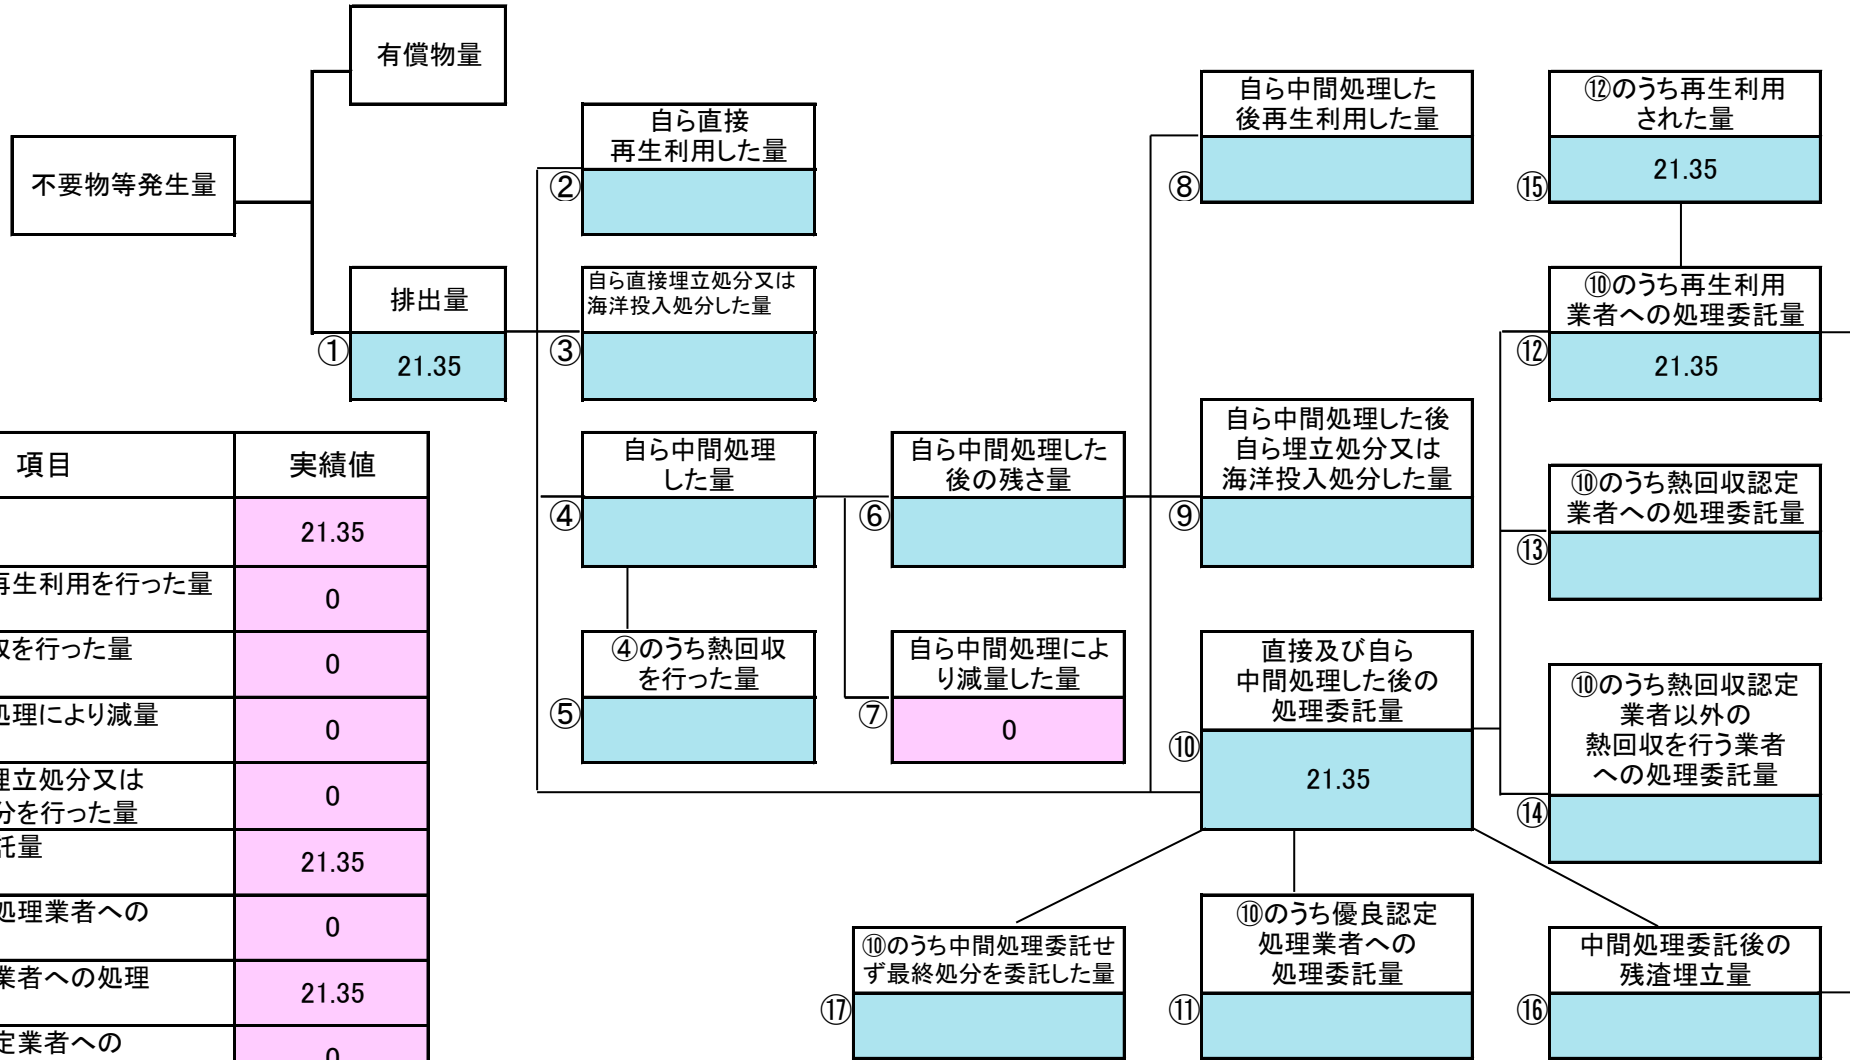 有償物量
不要物等発生量
排出量
①
21.35
自ら直接
再生利用した量
②
自ら直接埋立処分又は
海洋投入処分した量
③
自ら中間処理
した量
④
④のうち熱回収
を行った量
⑤
自ら中間処理した
後の残さ量
⑥
自ら中間処理によ
り減量した量
⑦
0
自ら中間処理した
後再生利用した量
⑧
自ら中間処理した後
自ら埋立処分又は
海洋投入処分した量
⑨
直接及び自ら
中間処理した後の
処理委託量
⑩
21.35
⑩のうち優良認定
処理業者への
処理委託量
⑪
⑫のうち再生利用
された量
⑮
21.35
⑩のうち再生利用
業者への処理委託量
⑫
21.35
⑩のうち熱回収認定
業者への処理委託量
⑬
⑩のうち熱回収認定
業者以外の
熱回収を行う業者
への処理委託量
⑭
中間処理委託後の
残渣埋立量
⑯
⑩のうち中間処理委託せ
ず最終処分を委託した量
⑰
項目 実績値
21.35
再生利用を行った量 0
収を行った量 0
処理により減量 0
埋立処分又は
分を行った量 0
託量 21.35
処理業者への 0
業者への処理 21.35
定業者への 0